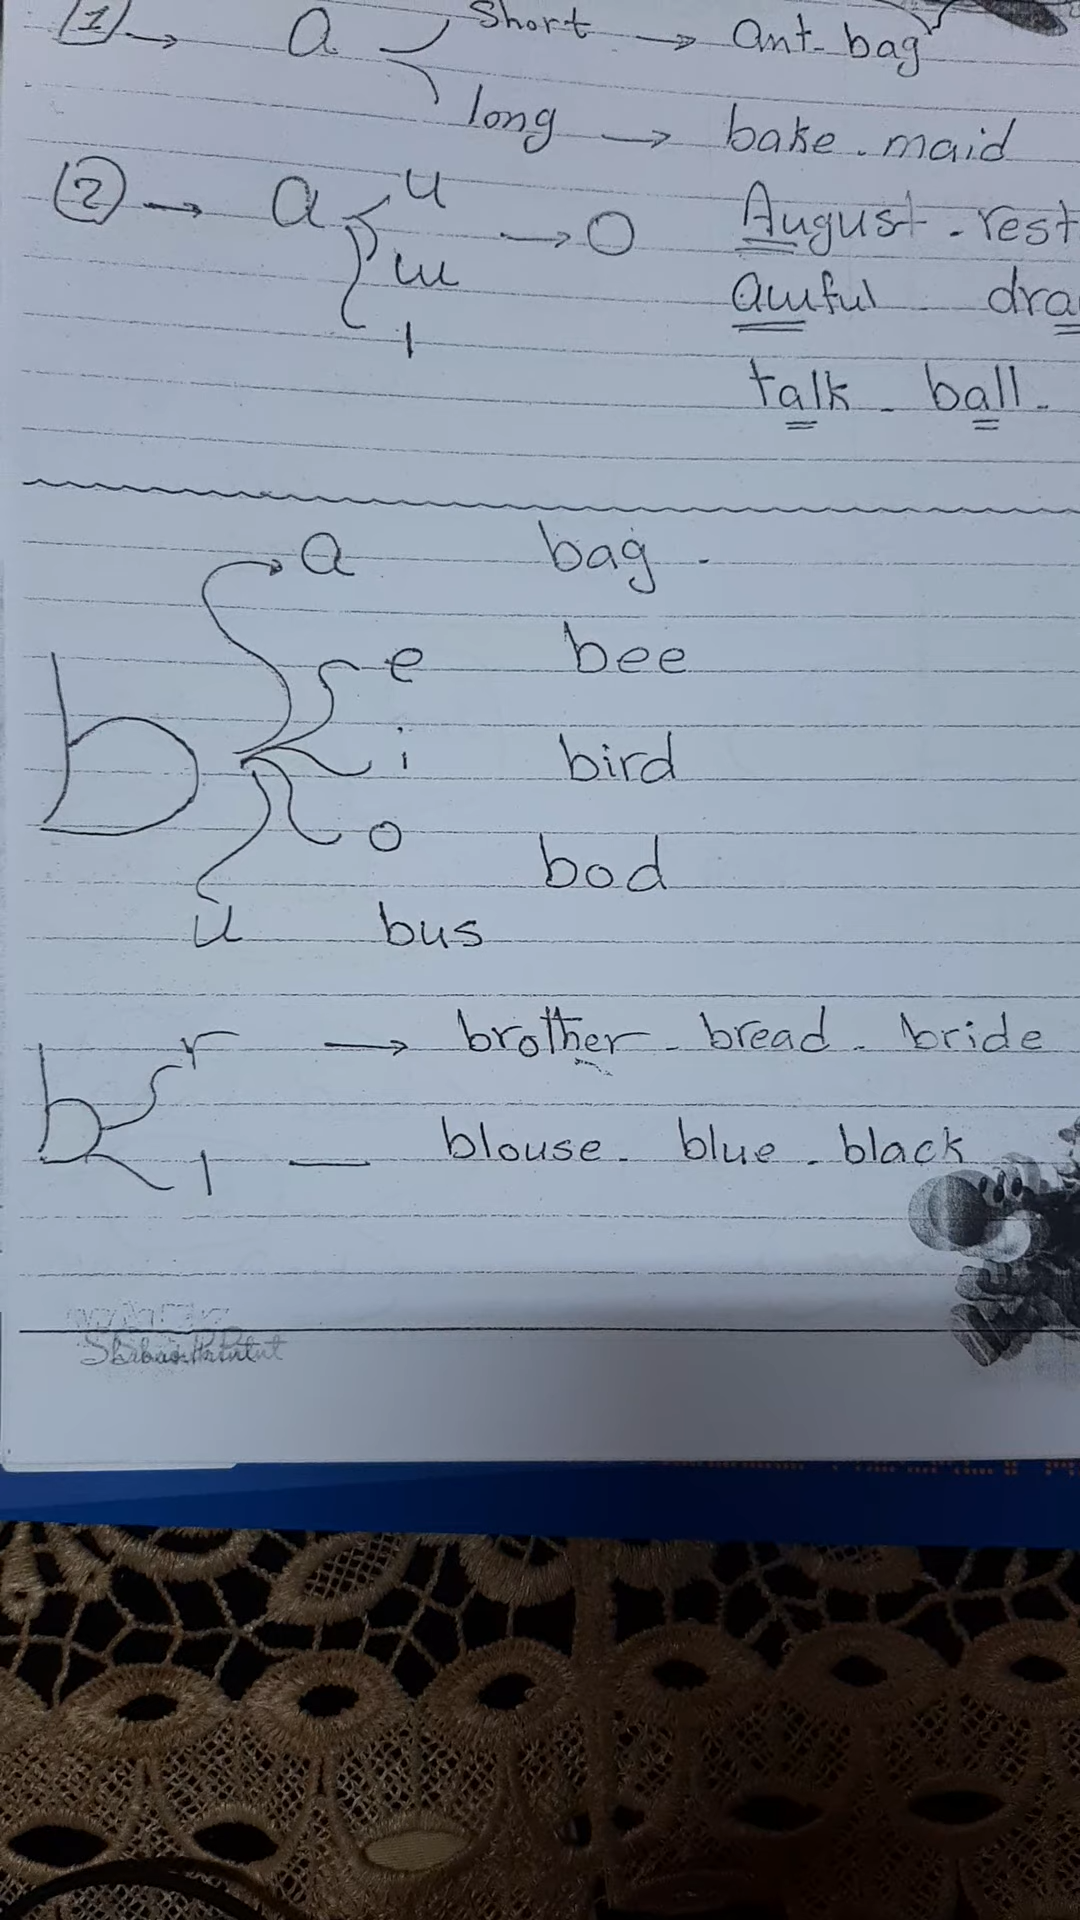 1 → a short → ant - bag
long → bake - maid
2 → a u → O August - rest
w awful dra
l talk - ball -
a bag -
b e bee
i bird
o bod
u bus
b r → brother - bread - bride
l — blouse - blue - black